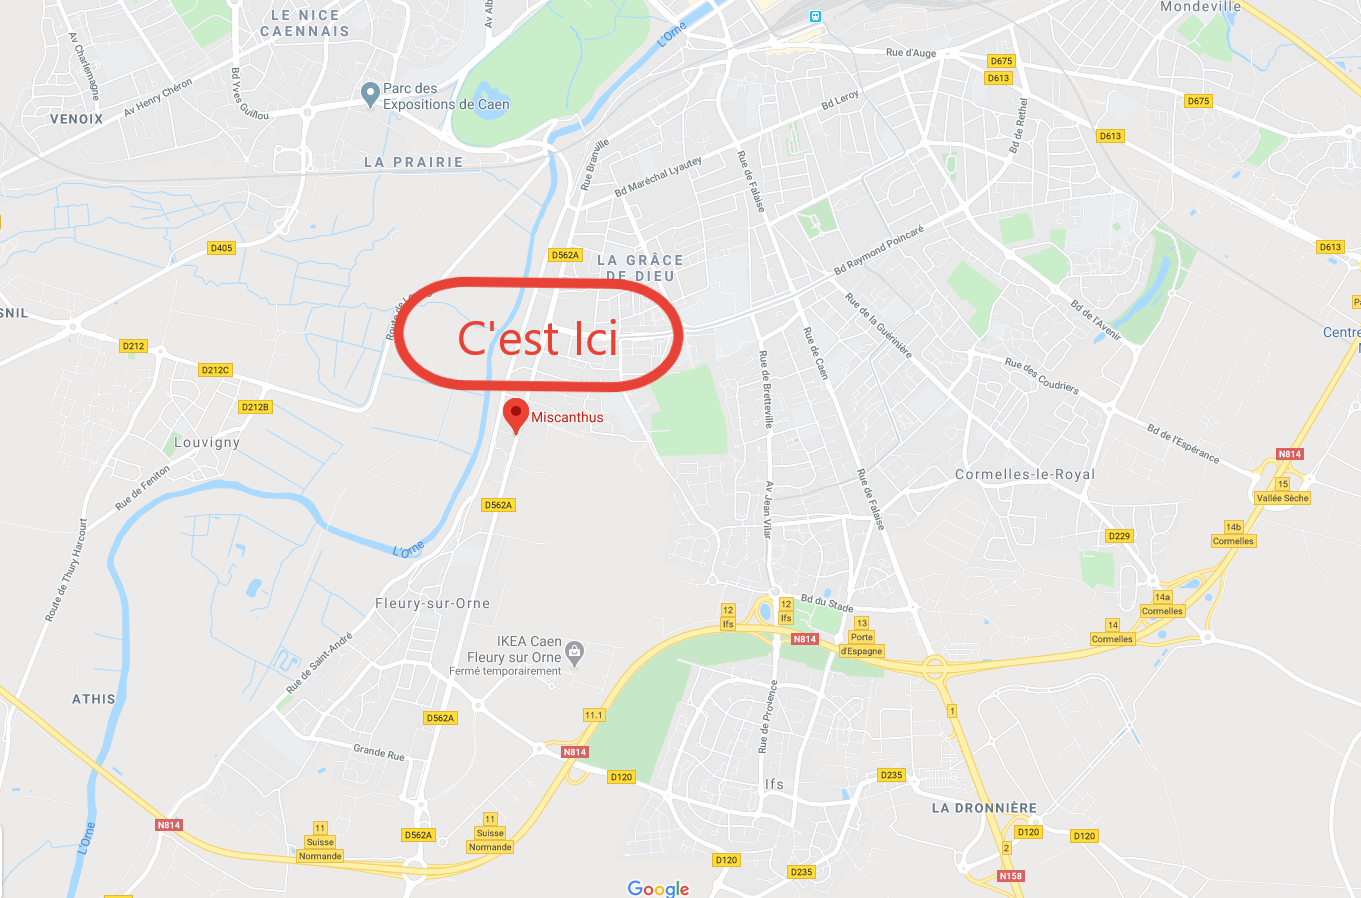 LE NICE
CAENNAIS
Av Al
L'Orne
Mondeville
Av Charlemagne
Bd Yves Guillou
Av Henry Chéron
VENOIX
Parc des
Expositions de Caen
LA PRAIRIE
Rue d'Auge
D675
D613
D675
D613
Bd Leroy
Bd de Rethel
Rue Branville
Bd Maréchal Lyautey
Rue de Falaise
D405
D562A
LA GRÂCE
DE DIEU
Bd Raymond Poincaré
D613
SNIL
Route de
C'est Ici
Rue de la Guérinière
Bd de l'Avenir
Centre
D212
D212C
D212B
Rue de Caen
Rue de Bretteville
Rue des Coudriers
Miscanthus
Louvigny
Bd de l'Espérance
N814
Rue de Feniton
Cormelles-le-Royal
15
Vallée Sèche
D562A
Av Jean Vilar
Rue de Falaise
14b
Cormelles
D229
L'Orne
Route de Thury Harcourt
Fleury-sur-Orne
12
Ifs
12
Ifs
Bd du Stade
14a
Cormelles
14
Cormelles
13
Porte
d'Espagne
N814
IKEA Caen
Fleury sur Orne
Fermé temporairement
Rue de Saint-André
ATHIS
D562A
11.1
Rue de Provence
1
Grande Rue
N814
D120
Ifs
D235
LA DRONNIÈRE
N814
L'Orne
11
Suisse
Normande
D562A
11
Suisse
Normande
D120
D120
2
D120
D235
N158
Google